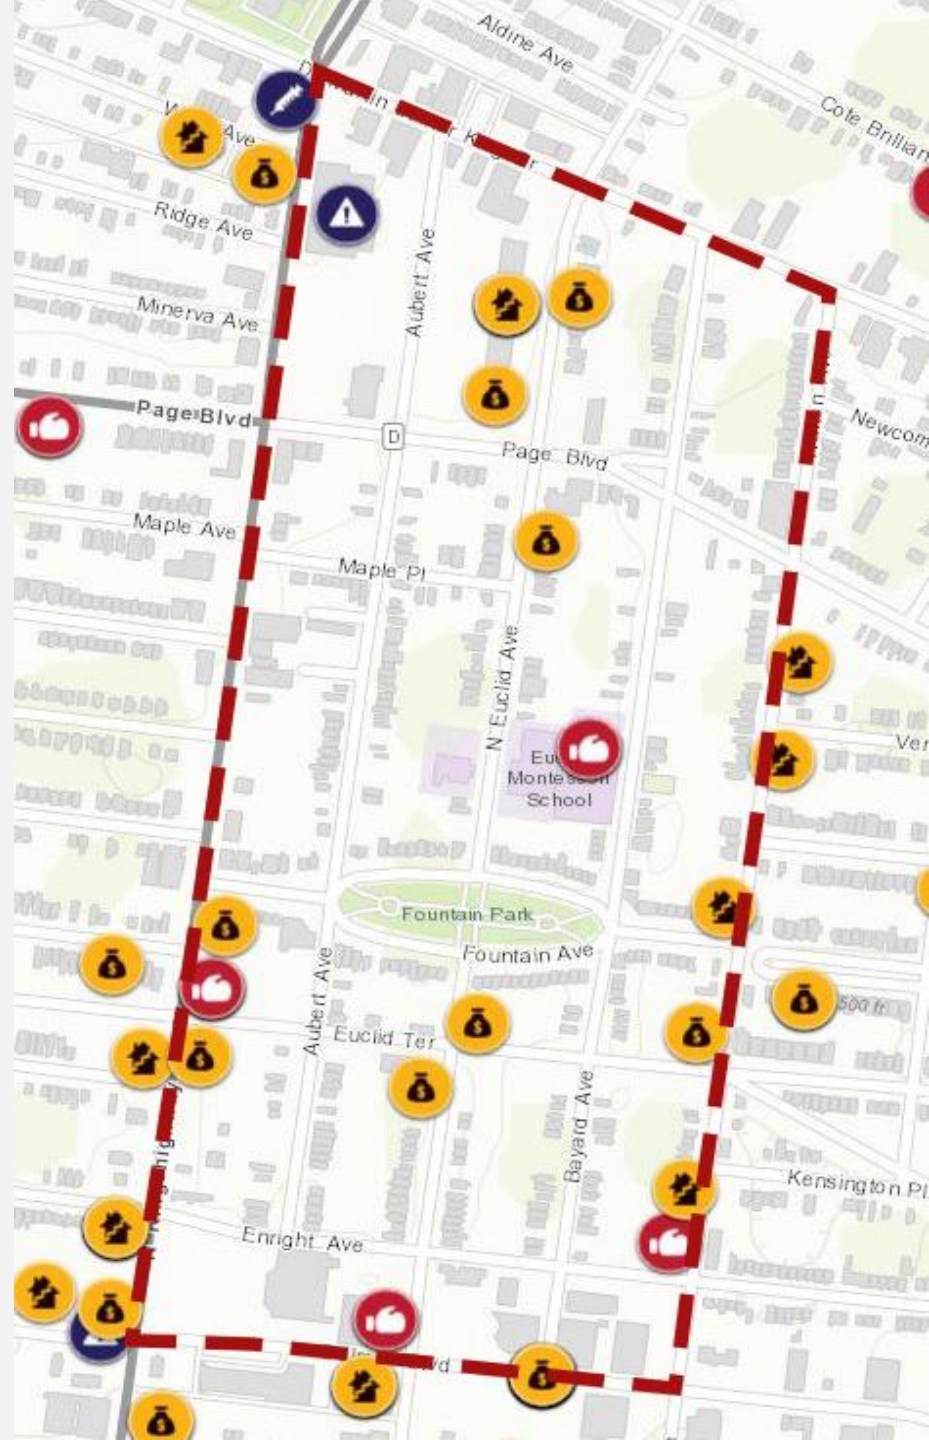 Aldine Ave
Cote Brillian
Ave
Ridge Ave
Aubert Ave
Minerva Ave
Page Blvd
D
Newcom
Page Blvd
Maple Ave
Maple Pl
N Euclid Ave
Ver
Montessori
School
Fountain Park
Fountain Ave
Aubert Ave
500 ft
Euclid Ter
Bayard Ave
Kensington Pl
Enright Ave